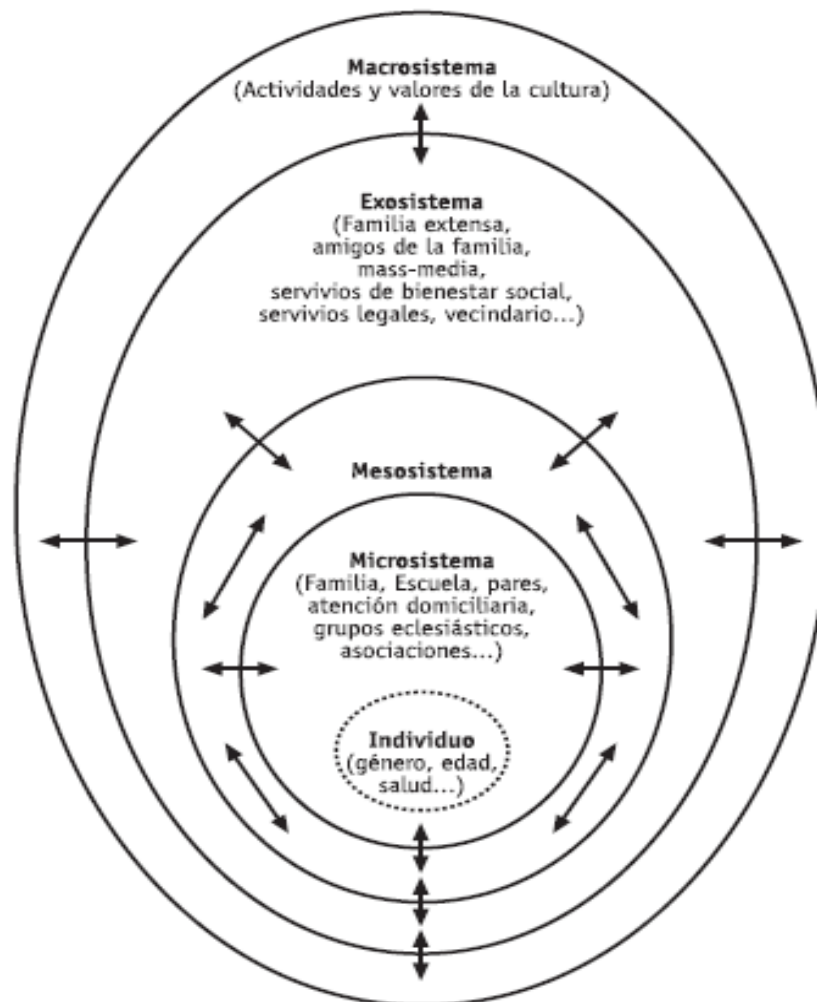 Macrosistema
(Actividades y valores de la cultura)
Exosistema
(Familia extensa,
amigos de la familia,
mass-media,
servivios de bienestar social,
servivios legales, vecindario...)
Mesosistema
Microsistema
(Familia, Escuela, pares,
atención domiciliaria,
grupos eclesiásticos,
asociaciones...)
Individuo
(género, edad,
salud...)